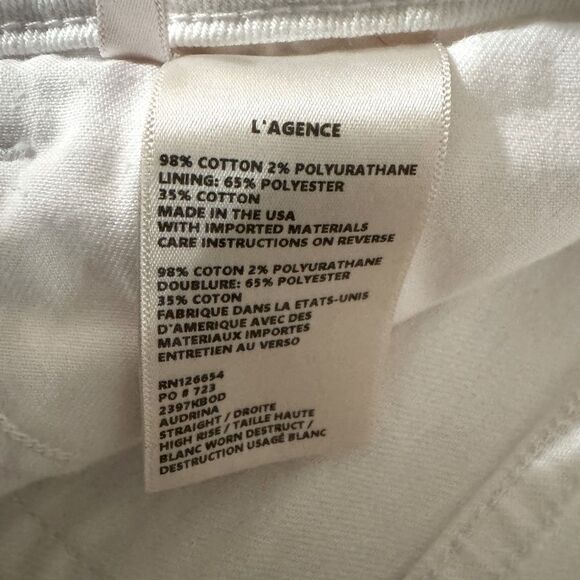 L'AGENCE
98% COTTON 2% POLYURATHANE
LINING: 65% POLYESTER
35% COTTON
MADE IN THE USA
WITH IMPORTED MATERIALS
CARE INSTRUCTIONS ON REVERSE
98% COTON 2% POLYURATHANE
DOUBLURE: 65% POLYESTER
35% COTON
FABRIQUE DANS LA ETATS-UNIS
D'AMERIQUE AVEC DES
MATERIAUX IMPORTES
ENTRETIEN AU VERSO
RN126654
PO # 723
2397KBOD
AUDRINA
STRAIGHT / DROITE
HIGH RISE / TAILLE HAUTE
BLANC WORN DESTRUCT /
DESTRUCTION USAGÉ BLANC